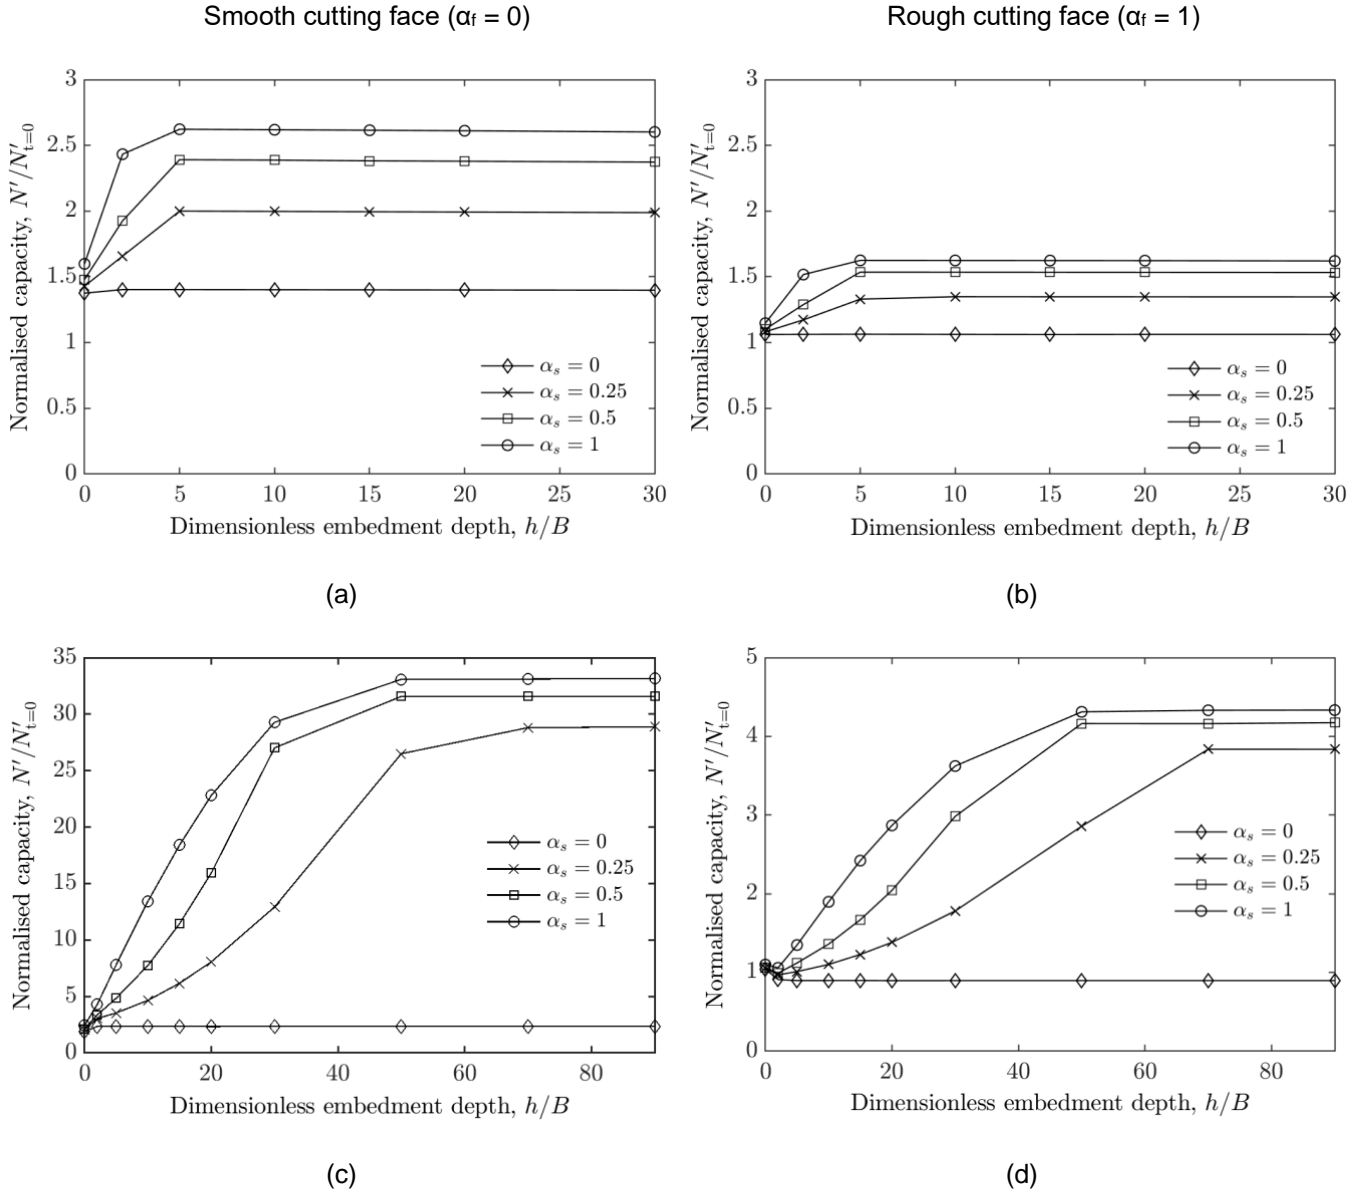 Smooth cutting face (αf = 0)
Rough cutting face (αf = 1)
Normalised capacity, N′/N′t=0
3
2.5
2
1.5
1
0.5
0
αs = 0
αs = 0.25
αs = 0.5
αs = 1
0 5 10 15 20 25 30
Dimensionless embedment depth, h/B
(a)
Normalised capacity, N′/N′t=0
3
2.5
2
1.5
1
0.5
0
αs = 0
αs = 0.25
αs = 0.5
αs = 1
0 5 10 15 20 25 30
Dimensionless embedment depth, h/B
(b)
Normalised capacity, N′/N′t=0
35
30
25
20
15
10
5
0
αs = 0
αs = 0.25
αs = 0.5
αs = 1
0 20 40 60 80
Dimensionless embedment depth, h/B
(c)
Normalised capacity, N′/N′t=0
5
4
3
2
1
0
αs = 0
αs = 0.25
αs = 0.5
αs = 1
0 20 40 60 80
Dimensionless embedment depth, h/B
(d)